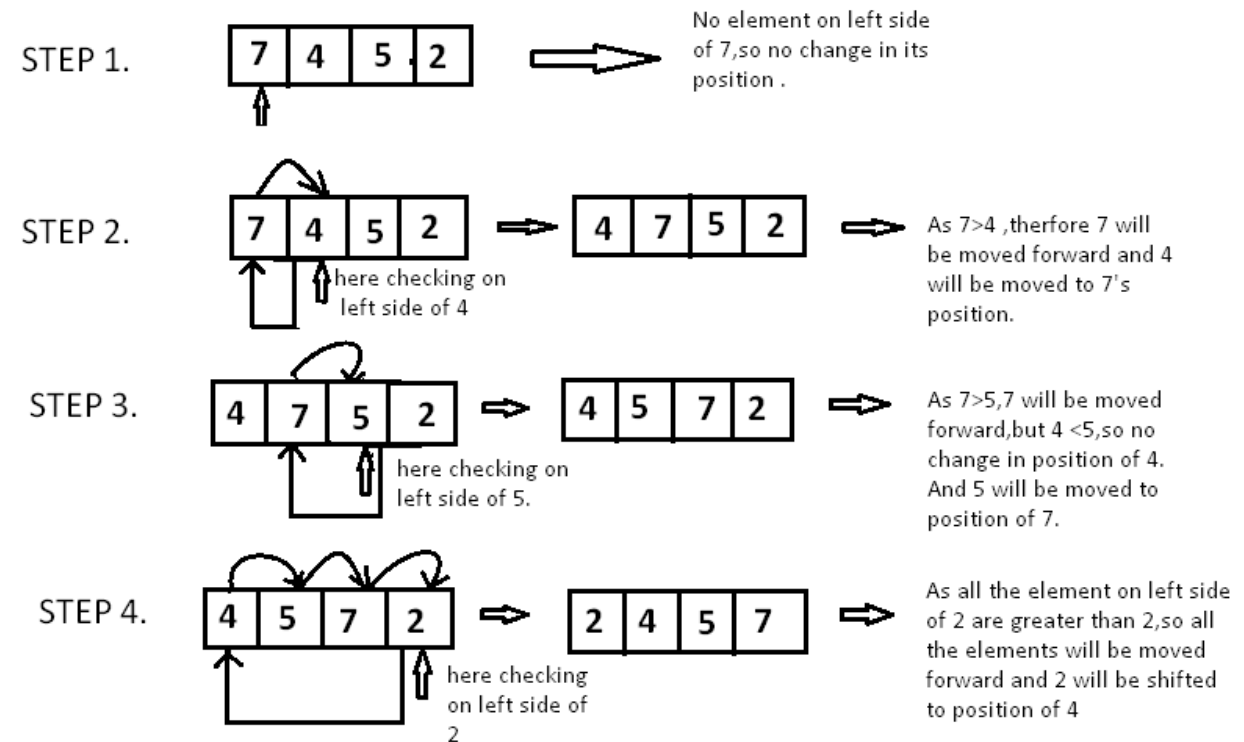 STEP 1.
7 4 5 2
No element on left side
of 7,so no change in its
position .
STEP 2.
7 4 5 2
here checking on
left side of 4
4 7 5 2
As 7>4 ,therfore 7 will
be moved forward and 4
will be moved to 7's
position.
STEP 3.
4 7 5 2
here checking on
left side of 5.
4 5 7 2
As 7>5,7 will be moved
forward,but 4 <5,so no
change in position of 4.
And 5 will be moved to
position of 7.
STEP 4.
4 5 7 2
here checking
on left side of
2
2 4 5 7
As all the element on left side
of 2 are greater than 2,so all
the elements will be moved
forward and 2 will be shifted
to position of 4